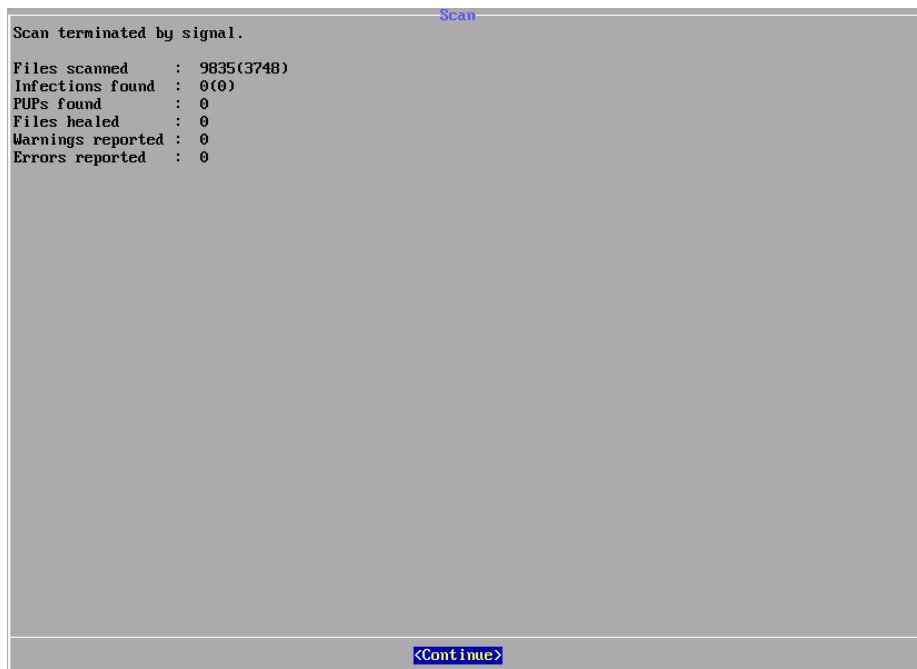 Scan
Scan terminated by signal.
Files scanned : 9835(3748)
Infections found : 0(0)
PUPs found : 0
Files healed : 0
Warnings reported : 0
Errors reported : 0
<Continue>